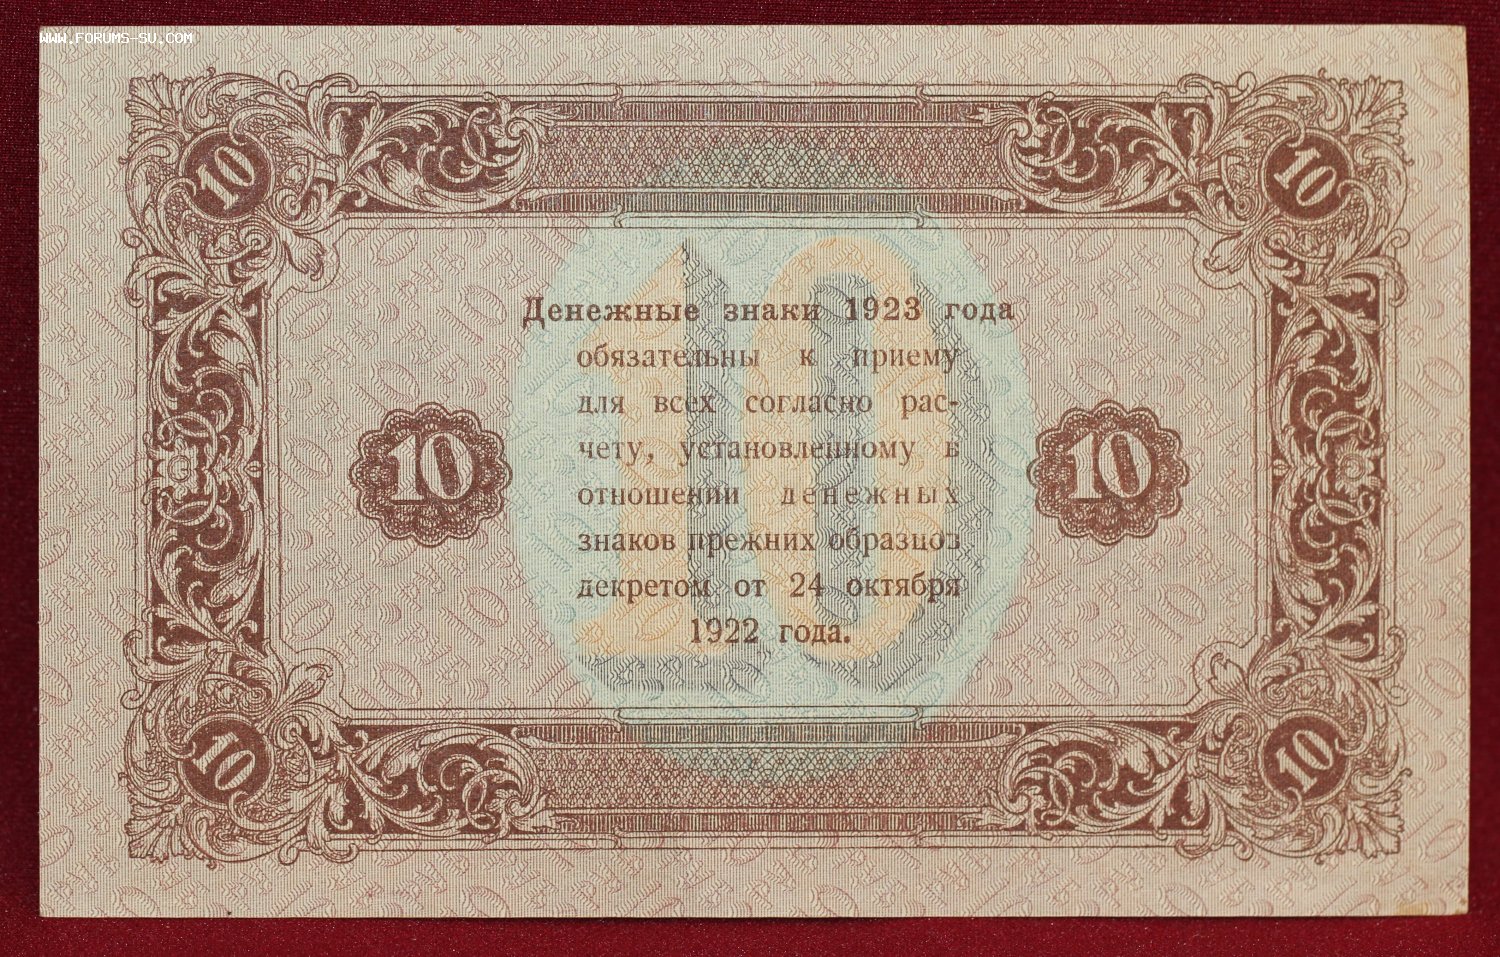 WWW.FORUMS-SU.COM
10 10
Денежные знаки 1923 года
обязательны к приему
для всех согласно рас-
10 чету, установленному в 10
отношении денежных
знаков прежних образцов
декретом от 24 октября
1922 года.
10
10 10